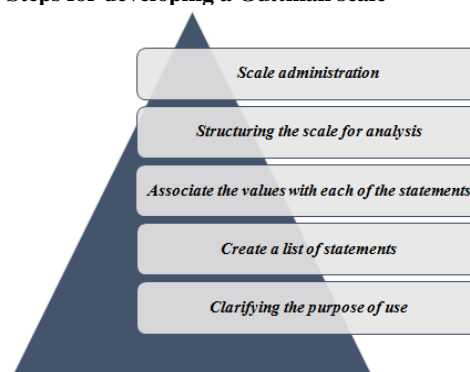 Steps for developing a Guttman scale
Scale administration
Structuring the scale for analysis
Associate the values with each of the statements
Create a list of statements
Clarifying the purpose of use